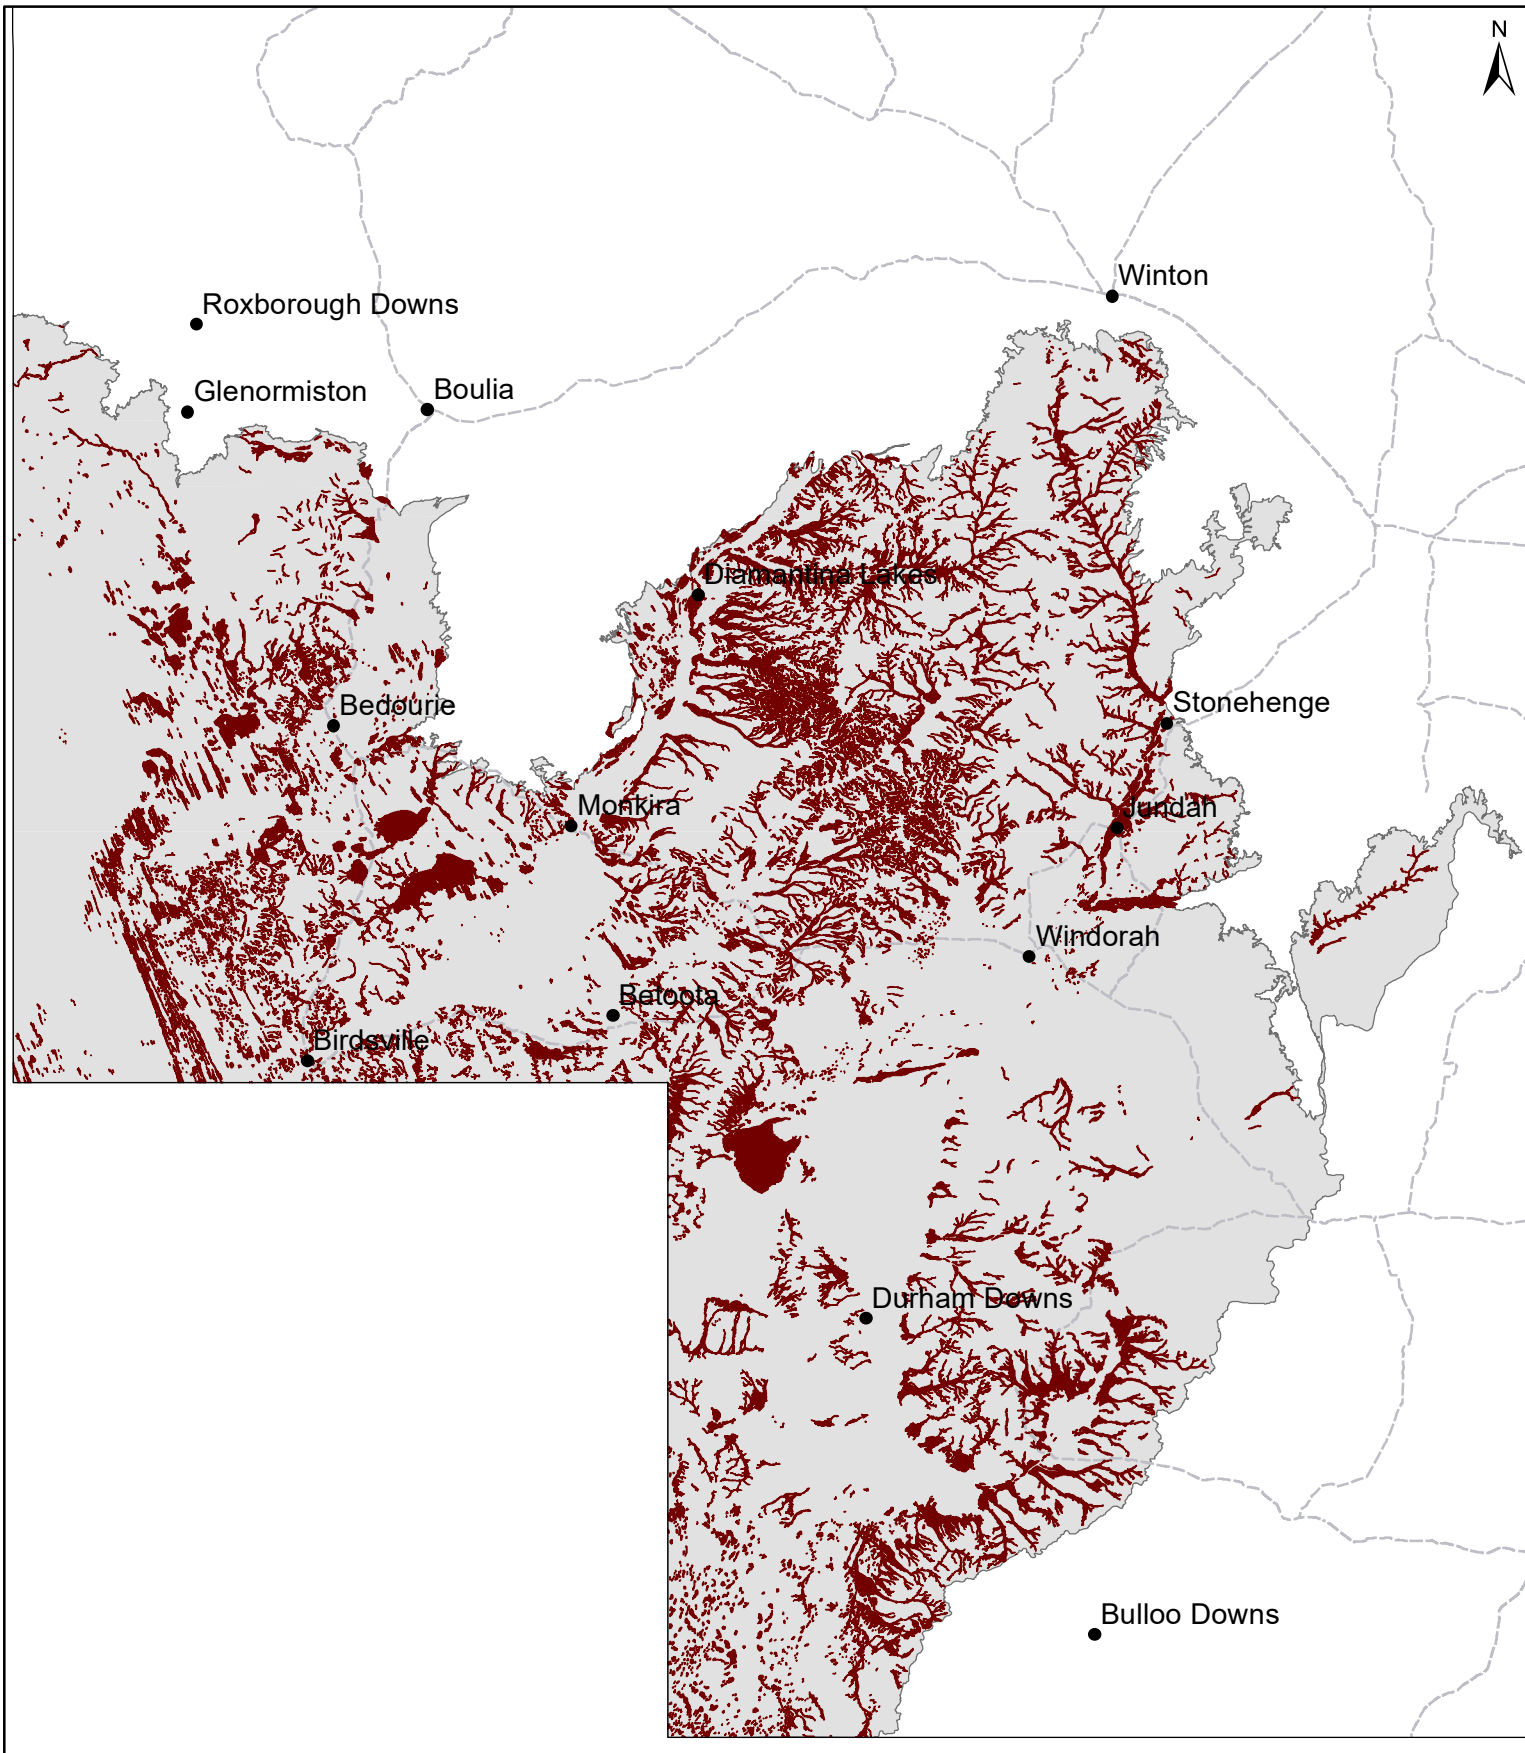 N
Winton
Roxborough Downs
Glenormiston
Boulia
Diamantina Lakes
Bedourie
Stonehenge
Monkira
Jundah
Windorah
Betoota
Birdsville
Durham Downs
Bulloo Downs